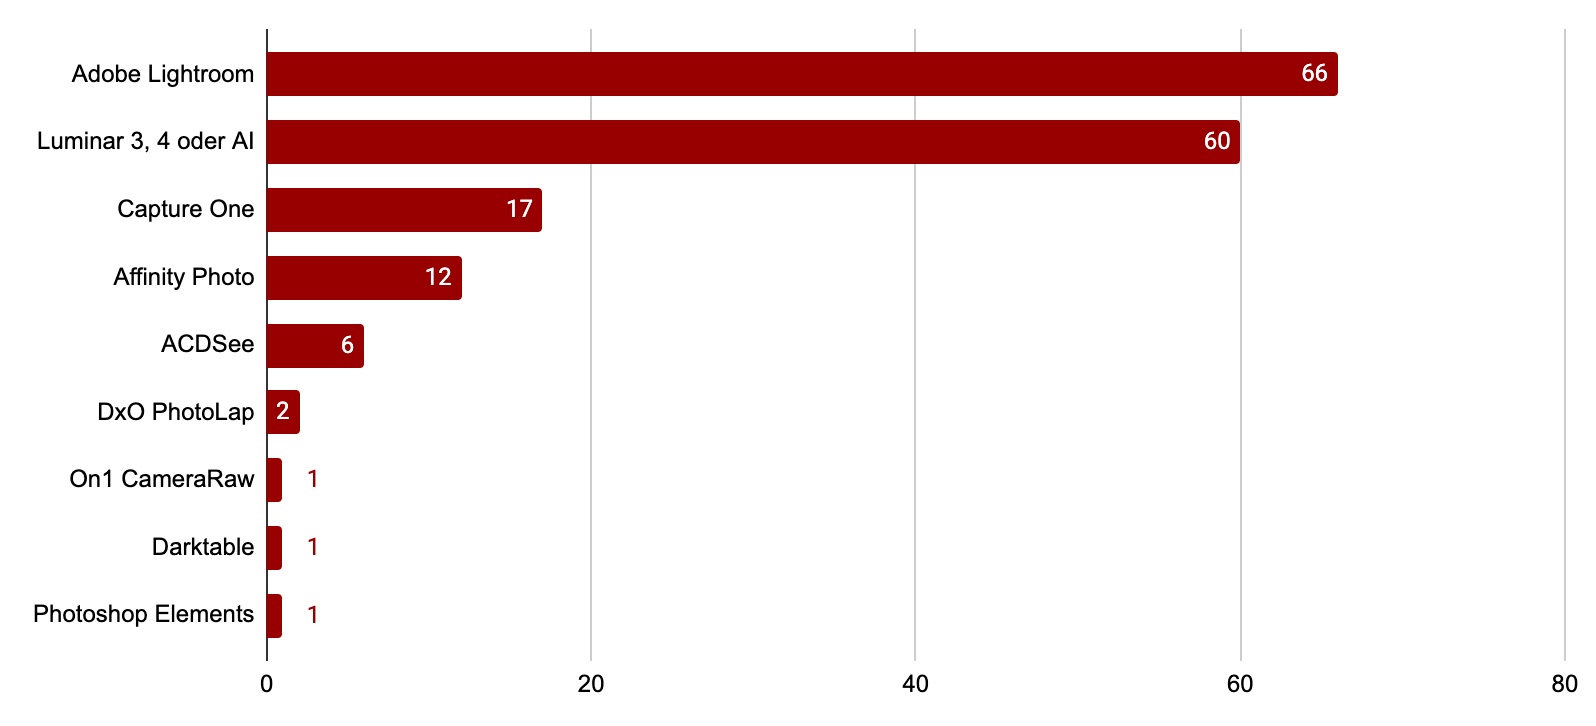 Adobe Lightroom 66
Luminar 3, 4 oder AI 60
Capture One 17
Affinity Photo 12
ACDSee 6
DxO PhotoLap 2
On1 CameraRaw 1
Darktable 1
Photoshop Elements 1
0 20 40 60 80